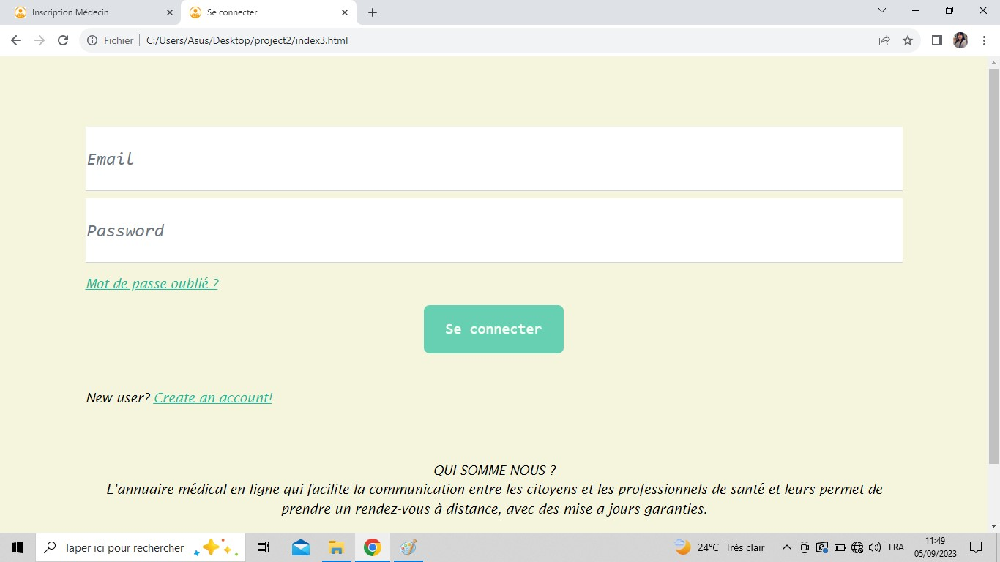 Inscription Médecin
Se connecter
Fichier
C:/Users/Asus/Desktop/project2/index3.html
Email
Password
Mot de passe oublié ?
Se connecter
New user? Create an account!
QUI SOMME NOUS ?
L’annuaire médical en ligne qui facilite la communication entre les citoyens et les professionnels de santé et leurs permet de
prendre un rendez-vous à distance, avec des mise a jours garanties.
Taper ici pour rechercher
24°C Très clair
FRA
11:49
05/09/2023